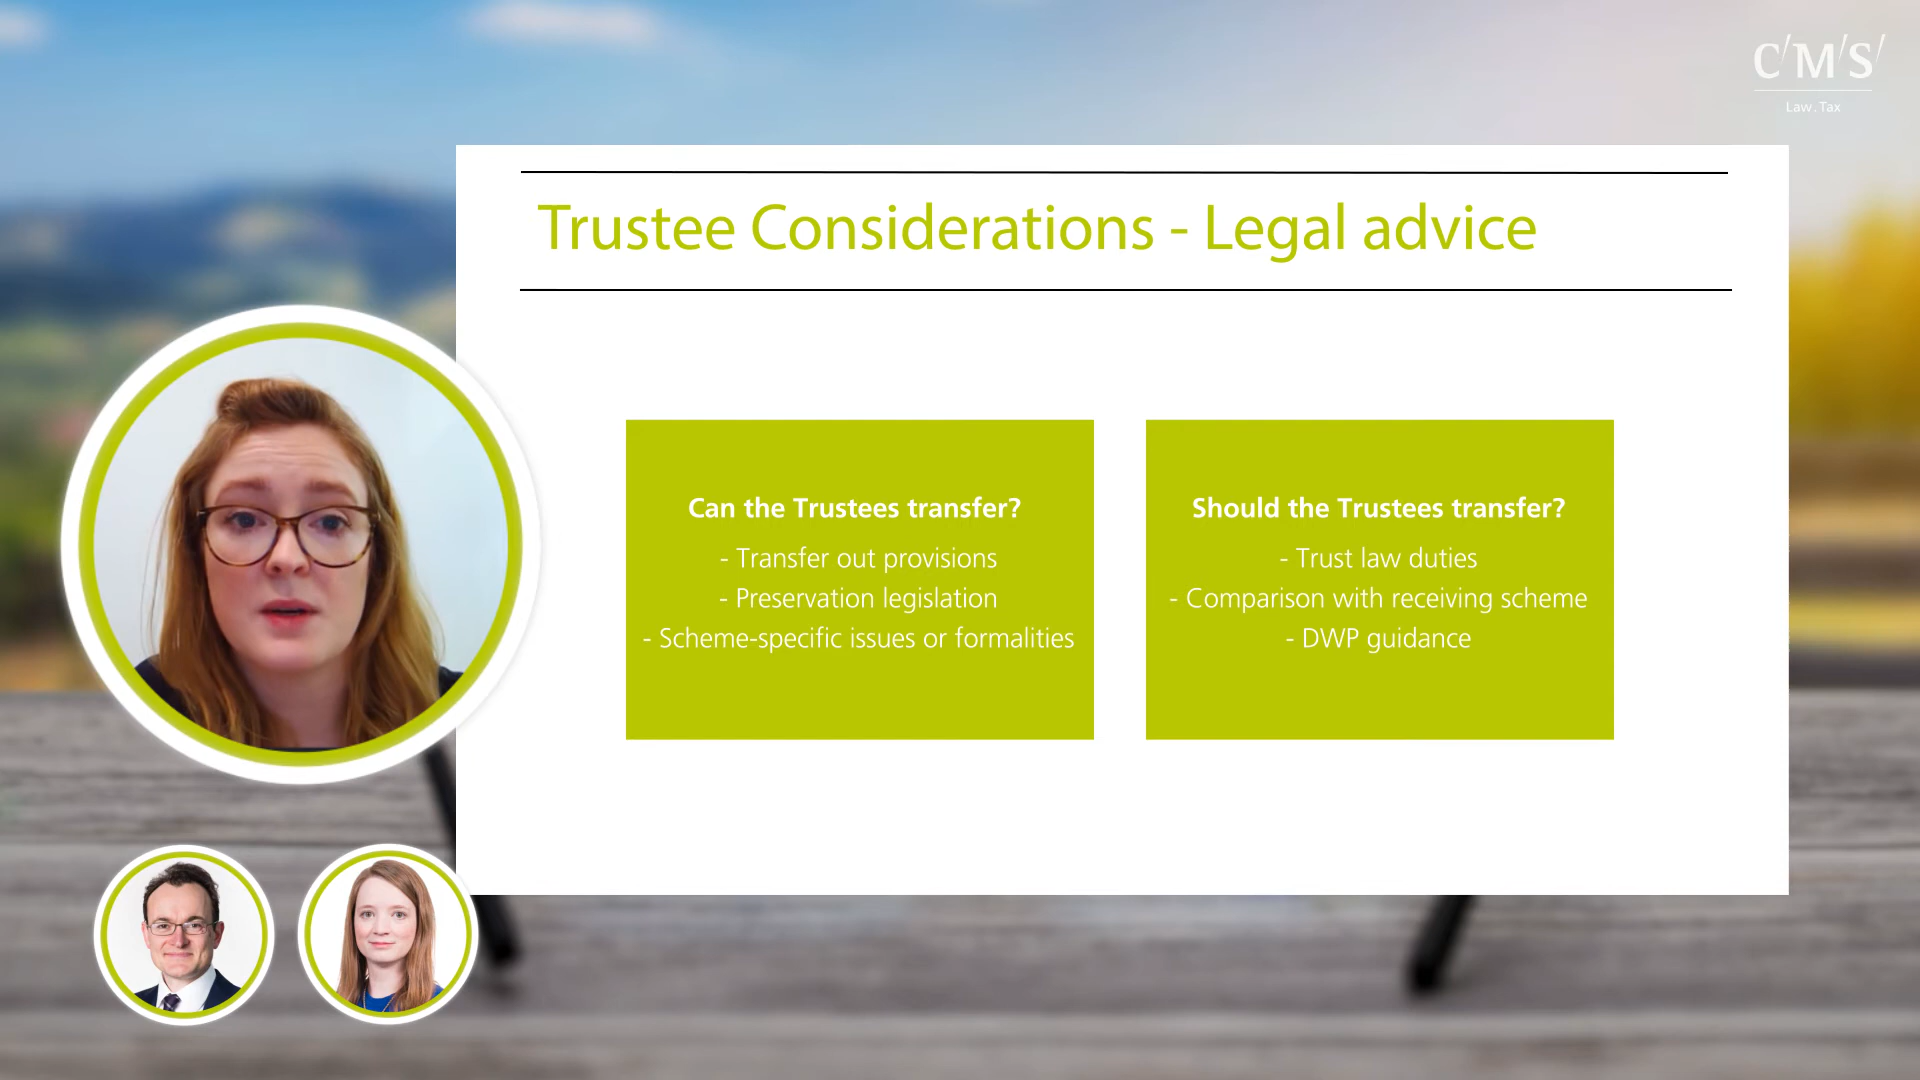 C/M/S/
Law.Tax
Trustee Considerations - Legal advice
Can the Trustees transfer?
- Transfer out provisions
- Preservation legislation
- Scheme-specific issues or formalities
Should the Trustees transfer?
- Trust law duties
- Comparison with receiving scheme
- DWP guidance